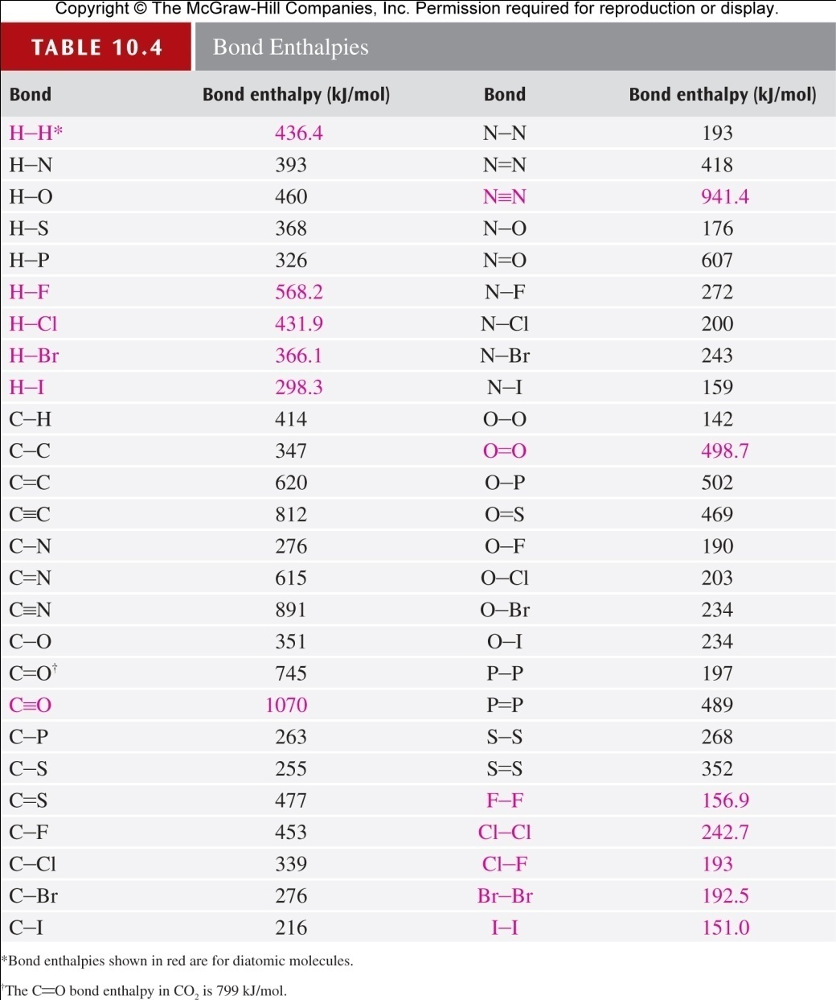 Copyright © The McGraw-Hill Companies, Inc. Permission required for reproduction or display.
TABLE 10.4 Bond Enthalpies
Bond Bond enthalpy (kJ/mol) Bond Bond enthalpy (kJ/mol)
H–H* 436.4 N–N 193
H–N 393 N=N 418
H–O 460 N≡N 941.4
H–S 368 N–O 176
H–P 326 N=O 607
H–F 568.2 N–F 272
H–Cl 431.9 N–Cl 200
H–Br 366.1 N–Br 243
H–I 298.3 N–I 159
C–H 414 O–O 142
C–C 347 O=O 498.7
C=C 620 O–P 502
C≡C 812 O=S 469
C–N 276 O–F 190
C=N 615 O–Cl 203
C≡N 891 O–Br 234
C–O 351 O–I 234
C=O† 745 P–P 197
C≡O 1070 P=P 489
C–P 263 S–S 268
C–S 255 S=S 352
C=S 477 F–F 156.9
C–F 453 Cl–Cl 242.7
C–Cl 339 Cl–F 193
C–Br 276 Br–Br 192.5
C–I 216 I–I 151.0
*Bond enthalpies shown in red are for diatomic molecules.
†The C=O bond enthalpy in CO₂ is 799 kJ/mol.